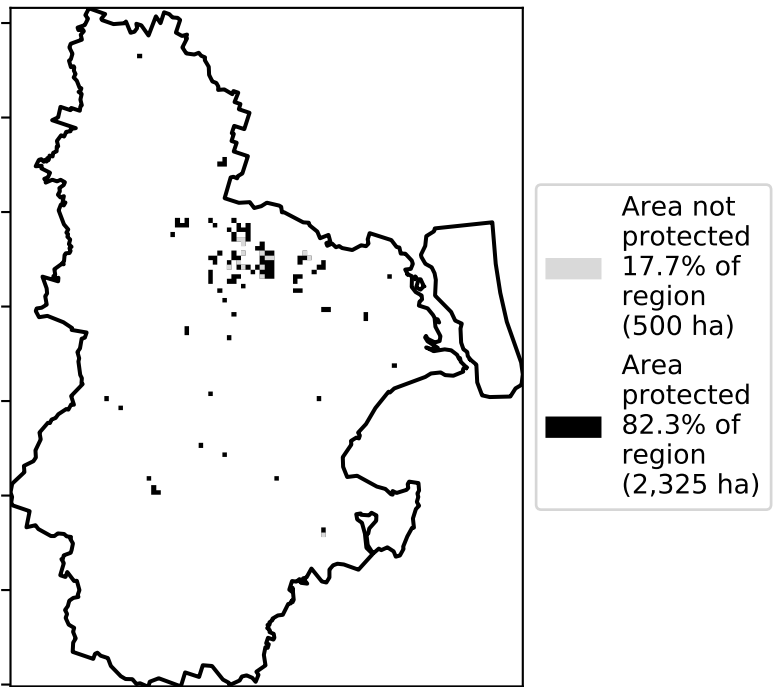 Area not
protected
17.7% of
region
(500 ha)
Area
protected
82.3% of
region
(2,325 ha)